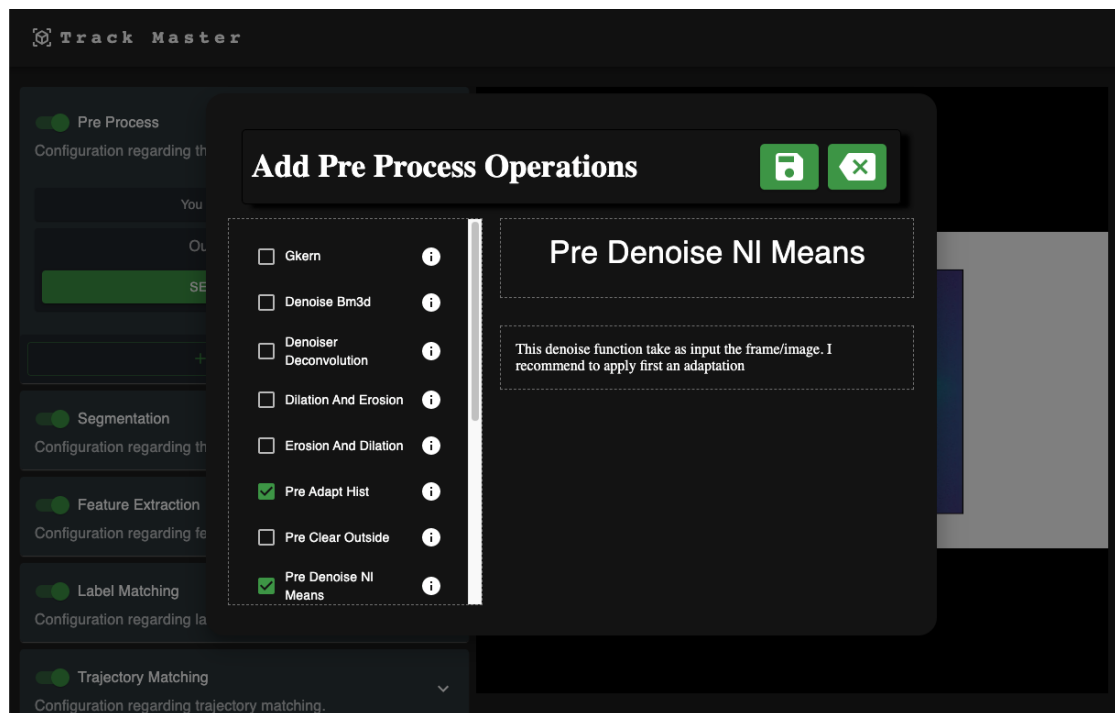 Track Master
Pre Process
Configuration regarding th
You
Ou
SE
+
Segmentation
Configuration regarding th
Feature Extraction
Configuration regarding fe
Label Matching
Configuration regarding la
Trajectory Matching
Configuration regarding trajectory matching.
Add Pre Process Operations
Gkern
Denoise Bm3d
Denoiser
Deconvolution
Dilation And Erosion
Erosion And Dilation
Pre Adapt Hist
Pre Clear Outside
Pre Denoise Nl
Means
Pre Denoise Nl Means
This denoise function take as input the frame/image. I
recommend to apply first an adaptation